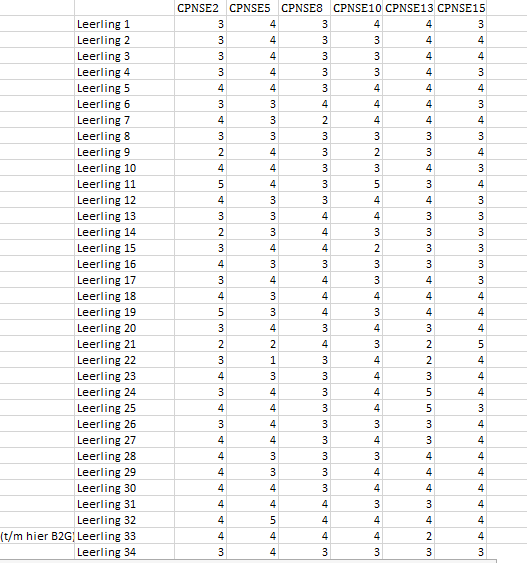 CPNSE2 CPNSE5 CPNSE8 CPNSE10 CPNSE13 CPNSE15
Leerling 1 3 4 3 4 4 3
Leerling 2 3 4 3 3 4 4
Leerling 3 3 4 3 3 4 4
Leerling 4 3 4 3 3 4 3
Leerling 5 4 4 3 4 4 4
Leerling 6 3 3 4 4 4 3
Leerling 7 4 3 2 4 4 4
Leerling 8 3 3 3 3 3 3
Leerling 9 2 4 3 2 3 4
Leerling 10 4 4 3 3 4 3
Leerling 11 5 4 3 5 3 4
Leerling 12 4 3 3 4 4 3
Leerling 13 3 3 4 4 3 3
Leerling 14 2 3 4 3 3 3
Leerling 15 3 4 4 2 3 3
Leerling 16 4 3 3 3 3 3
Leerling 17 3 4 4 3 4 3
Leerling 18 4 3 4 4 4 4
Leerling 19 5 3 4 3 4 4
Leerling 20 3 4 3 4 3 4
Leerling 21 2 2 4 3 2 5
Leerling 22 3 1 3 4 2 4
Leerling 23 4 3 3 4 3 4
Leerling 24 3 4 3 4 5 4
Leerling 25 4 4 3 4 5 3
Leerling 26 3 4 3 3 3 4
Leerling 27 4 4 3 4 3 4
Leerling 28 4 3 3 3 4 4
Leerling 29 4 3 3 4 4 4
Leerling 30 4 4 3 4 4 4
Leerling 31 4 4 4 3 3 4
Leerling 32 4 5 4 4 4 4
(t/m hier B2G) Leerling 33 4 4 4 4 2 4
Leerling 34 3 4 3 3 3 3